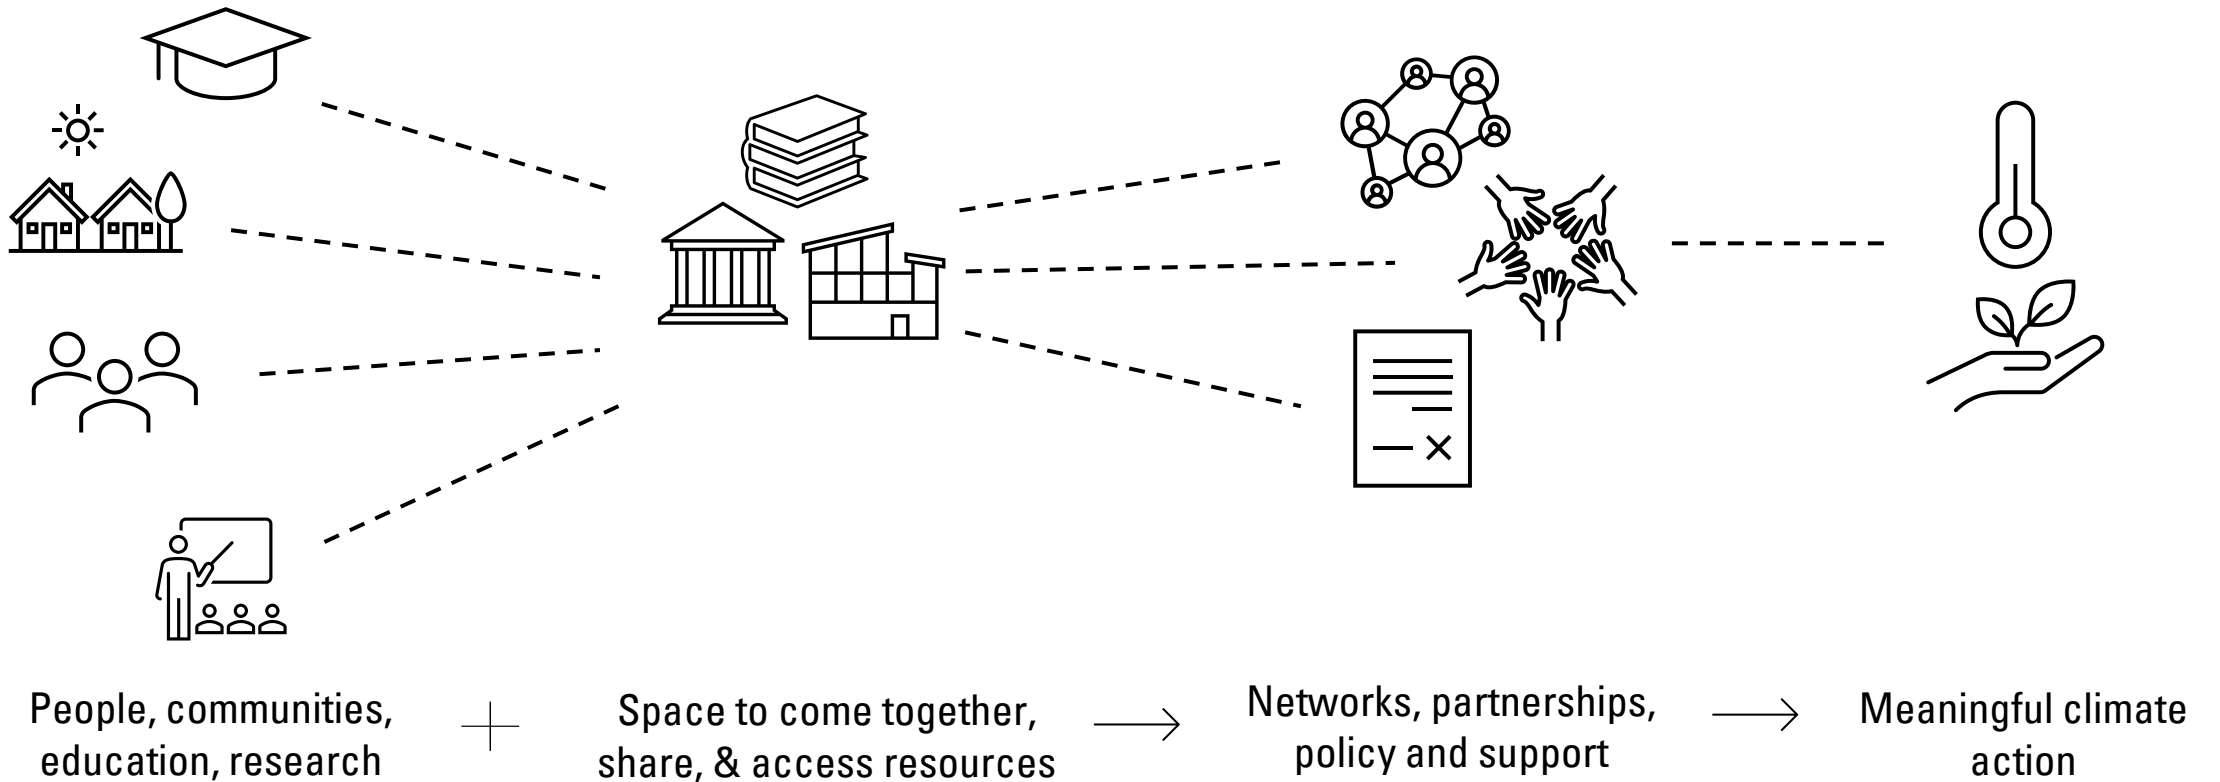 People, communities,
education, research
Space to come together,
share, & access resources
Networks, partnerships,
policy and support
Meaningful climate
action